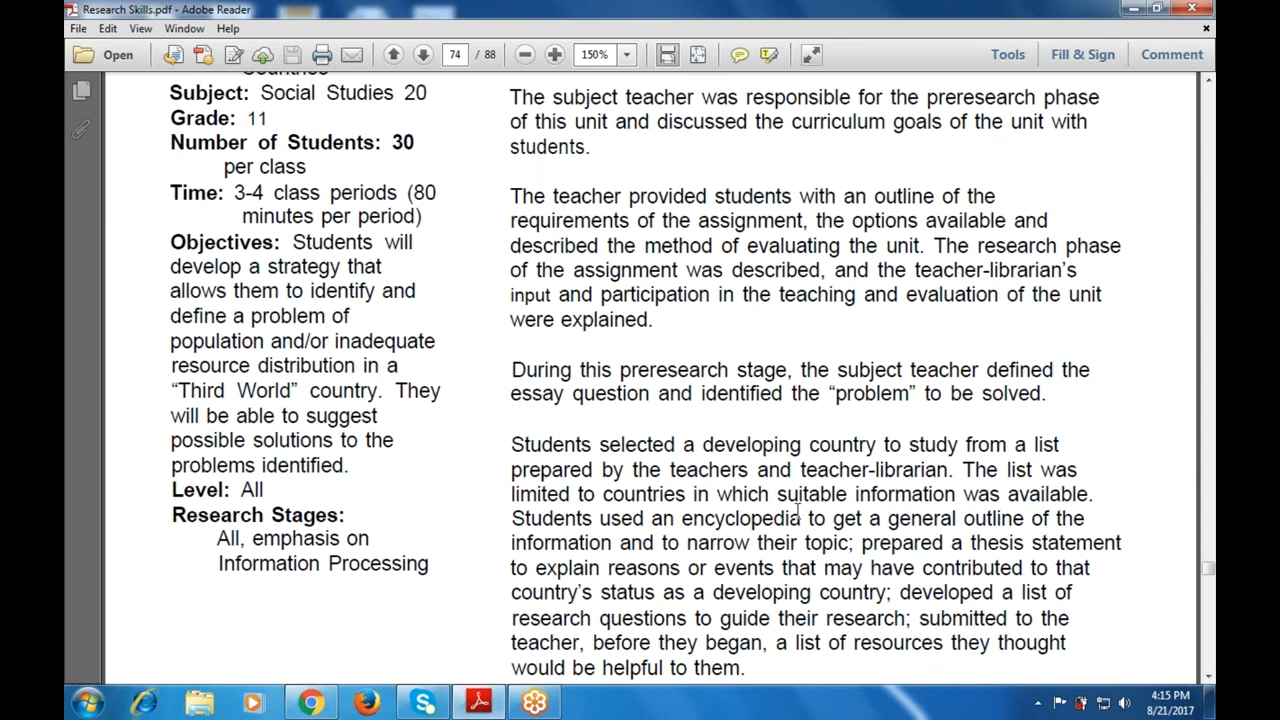 Research Skills.pdf - Adobe Reader
File Edit View Window Help
Open 74 / 88 150% Tools Fill & Sign Comment
Countries
Subject: Social Studies 20
Grade: 11
Number of Students: 30
per class
Time: 3-4 class periods (80
minutes per period)
Objectives: Students will
develop a strategy that
allows them to identify and
define a problem of
population and/or inadequate
resource distribution in a
“Third World” country. They
will be able to suggest
possible solutions to the
problems identified.
Level: All
Research Stages:
All, emphasis on
Information Processing
The subject teacher was responsible for the preresearch phase
of this unit and discussed the curriculum goals of the unit with
students.
The teacher provided students with an outline of the
requirements of the assignment, the options available and
described the method of evaluating the unit. The research phase
of the assignment was described, and the teacher-librarian’s
input and participation in the teaching and evaluation of the unit
were explained.
During this preresearch stage, the subject teacher defined the
essay question and identified the “problem” to be solved.
Students selected a developing country to study from a list
prepared by the teachers and teacher-librarian. The list was
limited to countries in which suitable information was available.
Students used an encyclopedia to get a general outline of the
information and to narrow their topic; prepared a thesis statement
to explain reasons or events that may have contributed to that
country’s status as a developing country; developed a list of
research questions to guide their research; submitted to the
teacher, before they began, a list of resources they thought
would be helpful to them.
4:15 PM
8/21/2017